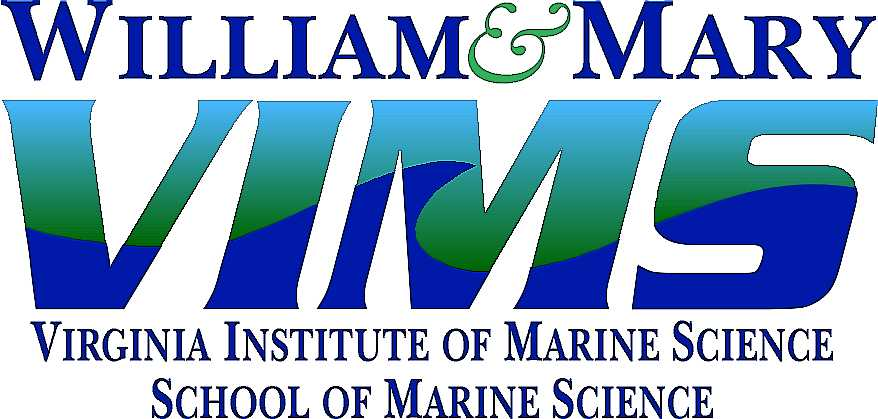 WILLIAM & MARY
VIMS
VIRGINIA INSTITUTE OF MARINE SCIENCE
SCHOOL OF MARINE SCIENCE